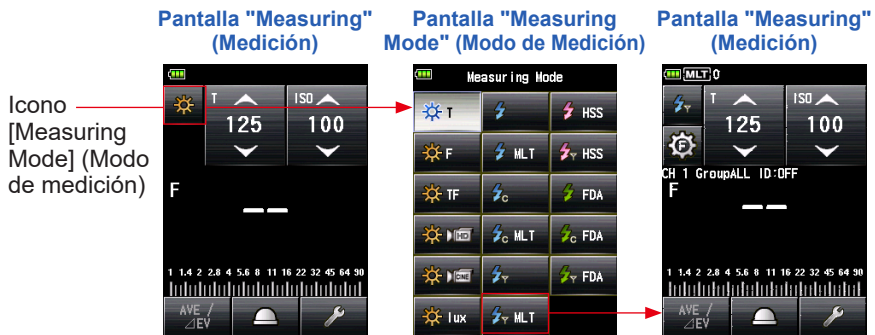 Pantalla "Measuring"
(Medición)
Pantalla "Measuring
Mode" (Modo de Medición)
Pantalla "Measuring"
(Medición)
Icono
[Measuring
Mode] (Modo
de medición)
T
125
ISO
100
F
1 1.4 2 2.8 4 5.6 8 11 16 22 32 45 64 90
AVE /
⊿EV
Measuring Mode
T
HSS
F
MLT
HSS
TF
C
FDA
HD
C MLT
C FDA
CINE
FDA
lux
MLT
MLT 0
T
125
ISO
100
F
CH 1 GroupALL ID:OFF
F
1 1.4 2 2.8 4 5.6 8 11 16 22 32 45 64 90
AVE /
⊿EV